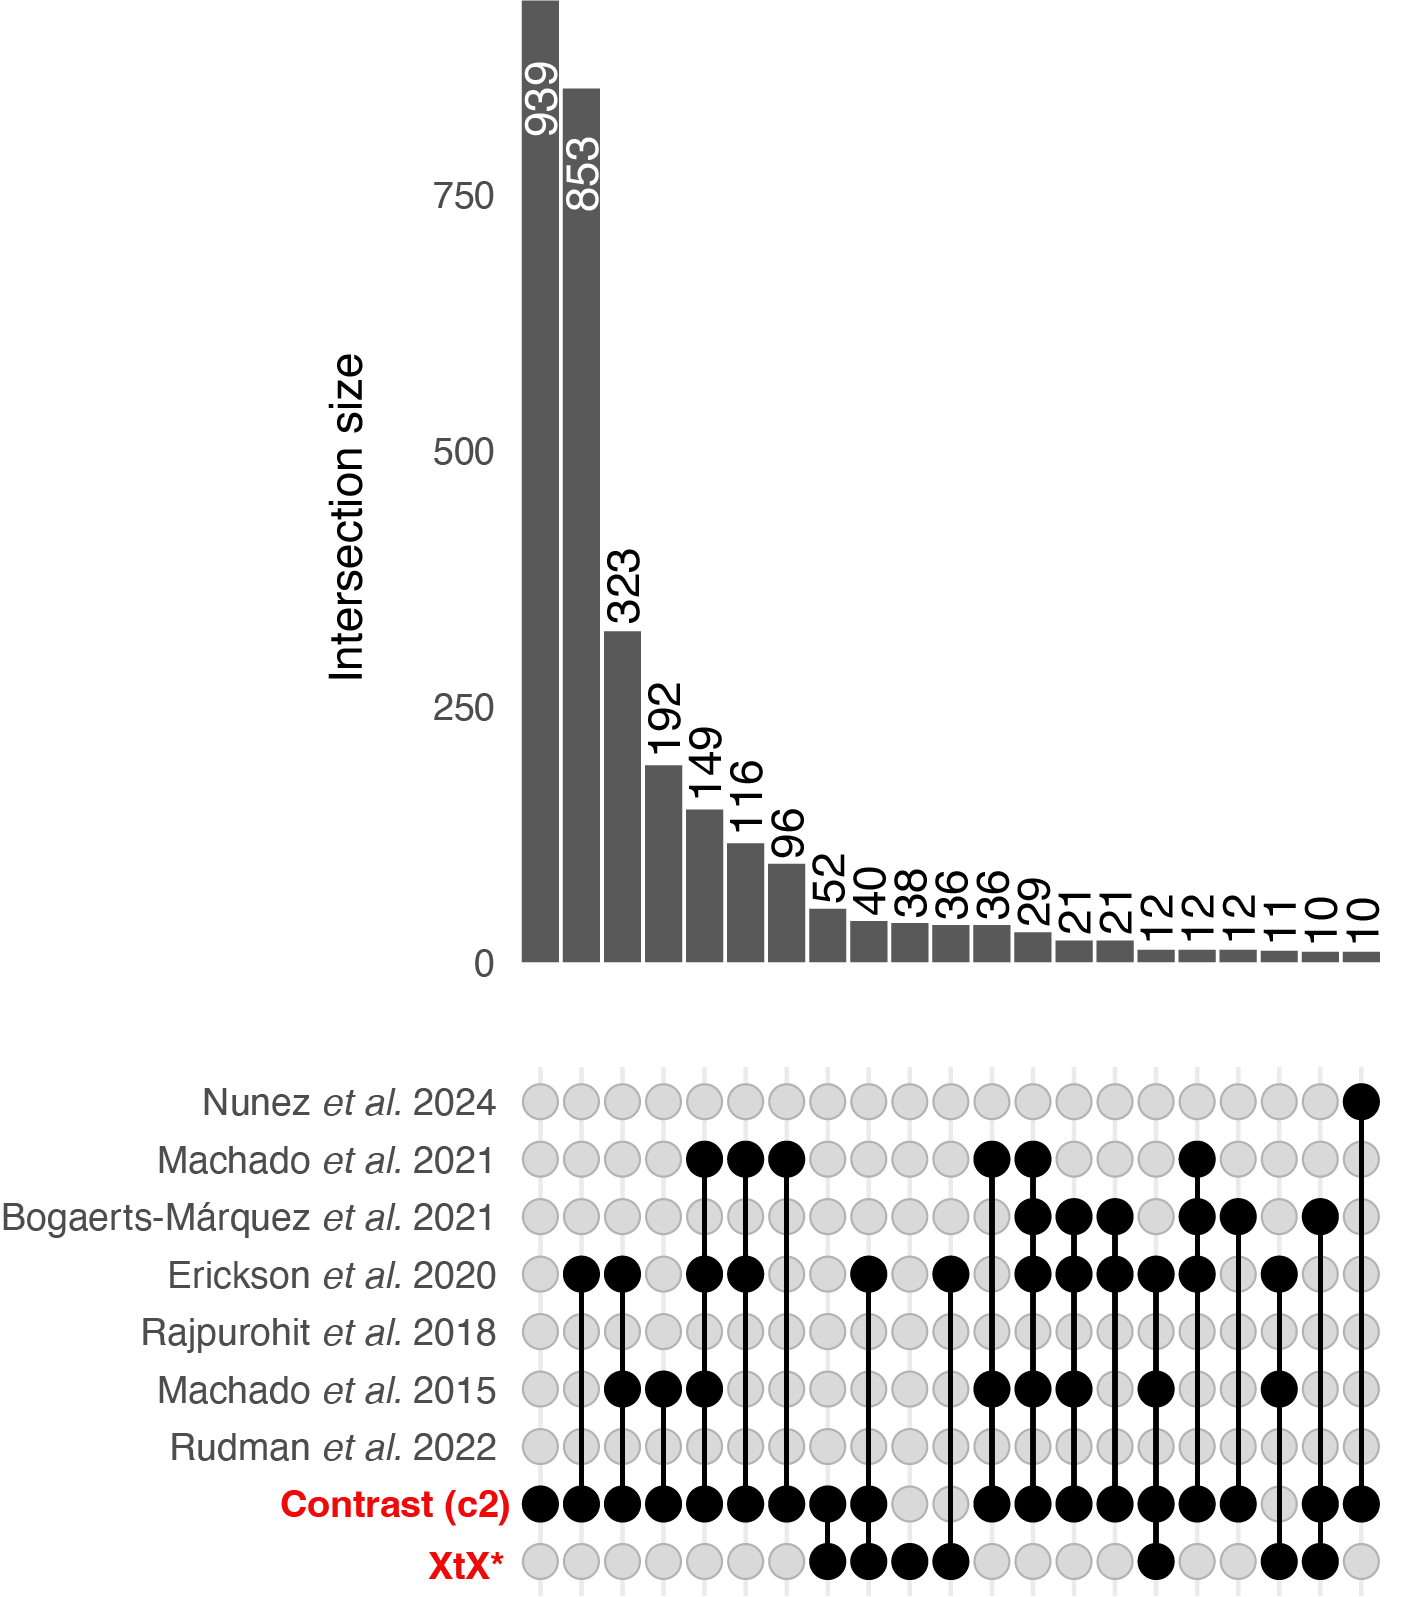 939
853
750
500
Intersection size
323
250
192
149
116
96
52
40
38
36
36
29
21
21
12
12
12
11
10
10
0
Nunez et al. 2024
Machado et al. 2021
Bogaerts-Márquez et al. 2021
Erickson et al. 2020
Rajpurohit et al. 2018
Machado et al. 2015
Rudman et al. 2022
Contrast (c2)
XtX*